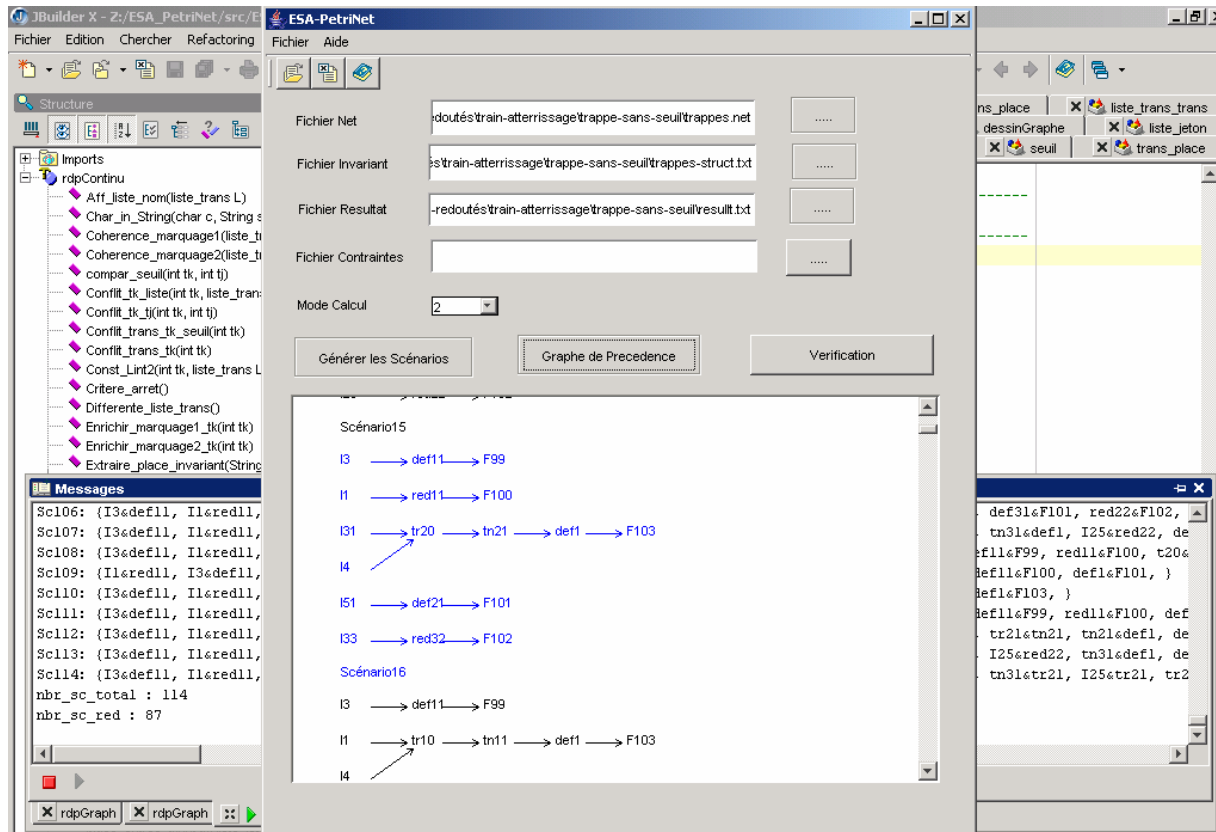 JBuilder X - Z:/ESA_PetriNet/src/E
Fichier Edition Chercher Refactoring
Structure
Imports
rdpContinu
Aff_liste_nom(liste_trans L)
Char_in_String(char c, String s
Coherence_marquage1(liste_t
Coherence_marquage2(liste_t
compar_seuil(int tk, int tj)
Conflit_tk_liste(int tk, liste_tran
Conflit_tk_tj(int tk, int tj)
Conflit_trans_tk_seuil(int tk)
Conflit_trans_tk(int tk)
Const_Lint2(int tk, liste_trans L
Critere_arret()
Differente_liste_trans()
Enrichir_marquage1_tk(int tk)
Enrichir_marquage2_tk(int tk)
Extraire_place_invariant(String
ESA-PetriNet
Fichier Aide
Fichier Net
doutés\train-atterrissage\trappe-sans-seuil\trappes.net
.....
Fichier Invariant
és\train-atterrissage\trappe-sans-seuil\trappes-struct.txt
.....
Fichier Resultat
-redoutés\train-atterrissage\trappe-sans-seuil\resullt.txt
.....
Fichier Contraintes
.....
Mode Calcul
2
Générer les Scénarios
Graphe de Precedence
Verification
Scénario15
I3 def11 F99
I1 red11 F100
I31 tr20 tn21 def1 F103
I4
I51 def21 F101
I33 red32 F102
Scénario16
I3 def11 F99
I1 tr10 tn11 def1 F103
I4
ns_place liste_trans_trans
dessinGraphe liste_jeton
seuil trans_place
Messages
Sc106: {I3&def11, I1&red11, , def31&F101, red22&F102,
Sc107: {I3&def11, I1&red11, , tn31&def1, I25&red22, de
Sc108: {I3&def11, I1&red11, ef11&F99, red11&F100, t20&
Sc109: {I1&red11, I3&def11, def11&F100, def1&F101, }
Sc110: {I3&def11, I1&red11, def1&F103, }
Sc111: {I3&def11, I1&red11, def11&F99, red11&F100, def
Sc112: {I3&def11, I1&red11, , tr21&tn21, tn21&def1, de
Sc113: {I3&def11, I1&red11, , I25&red22, tn31&def1, de
Sc114: {I3&def11, I1&red11, , tn31&tr21, I25&tr21, tr2
nbr_sc_total : 114
nbr_sc_red : 87
rdpGraph rdpGraph